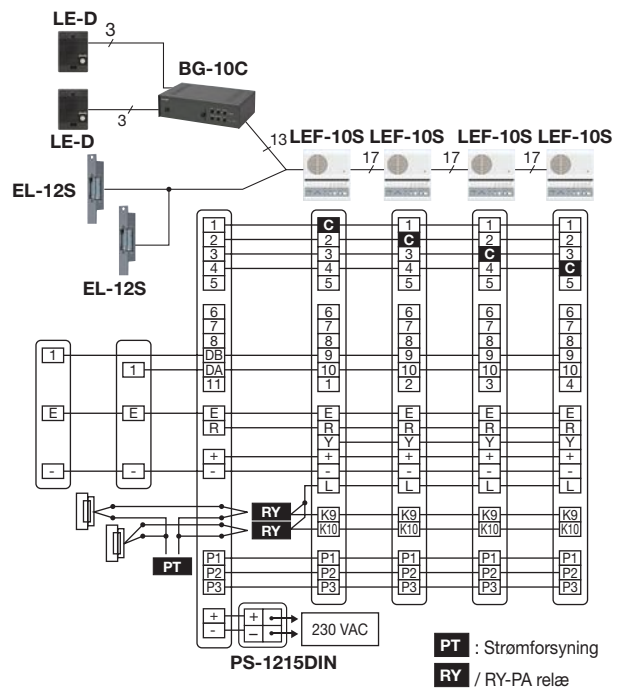 LE-D
3
BG-10C
3
LE-D
13
LEF-10S LEF-10S LEF-10S LEF-10S
17 17 17
EL-12S
EL-12S
1 C 1 1 1
2 2 C 2 2
3 3 3 C 3
4 4 4 4 C
5 5 5 5 5
6 6 6 6 6
7 7 7 7 7
8 8 8 8 8
1 DB 9 9 9 9
1 DA 10 10 10 10
11 1 2 3 4
E E E E E E E
R R R R R
Y Y Y Y
+ + + + +
- - - - - - -
L L L L
RY K9 K9 K9 K9
RY K10 K10 K10 K10
PT
P1 P1 P1 P1 P1
P2 P2 P2 P2 P2
P3 P3 P3 P3 P3
+ +
- –
230 VAC
PS-1215DIN
PT : Strømforsyning
RY / RY-PA relæ